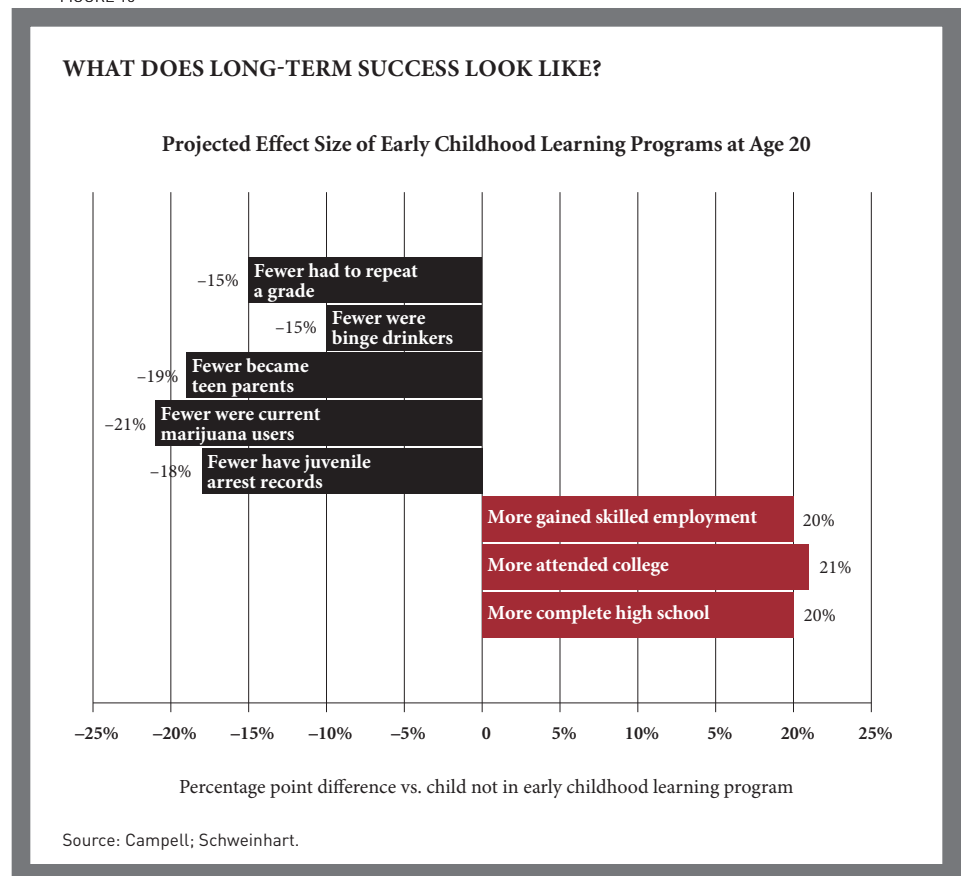 WHAT DOES LONG-TERM SUCCESS LOOK LIKE?
Projected Effect Size of Early Childhood Learning Programs at Age 20
–15%
Fewer had to repeat
a grade
–15%
Fewer were
binge drinkers
–19%
Fewer became
teen parents
–21%
Fewer were current
marijuana users
–18%
Fewer have juvenile
arrest records
More gained skilled employment
20%
More attended college
21%
More complete high school
20%
–25% –20% –15% –10% –5% 0 5% 10% 5% 20% 25%
Percentage point difference vs. child not in early childhood learning program
Source: Campell; Schweinhart.